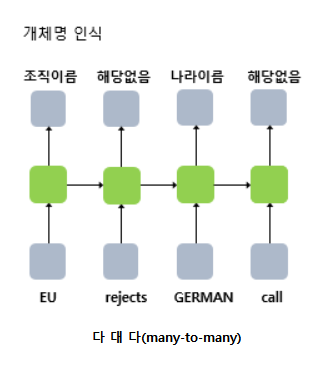 개체명 인식
조직이름 해당없음 나라이름 해당없음
EU rejects GERMAN call
다 대 다(many-to-many)